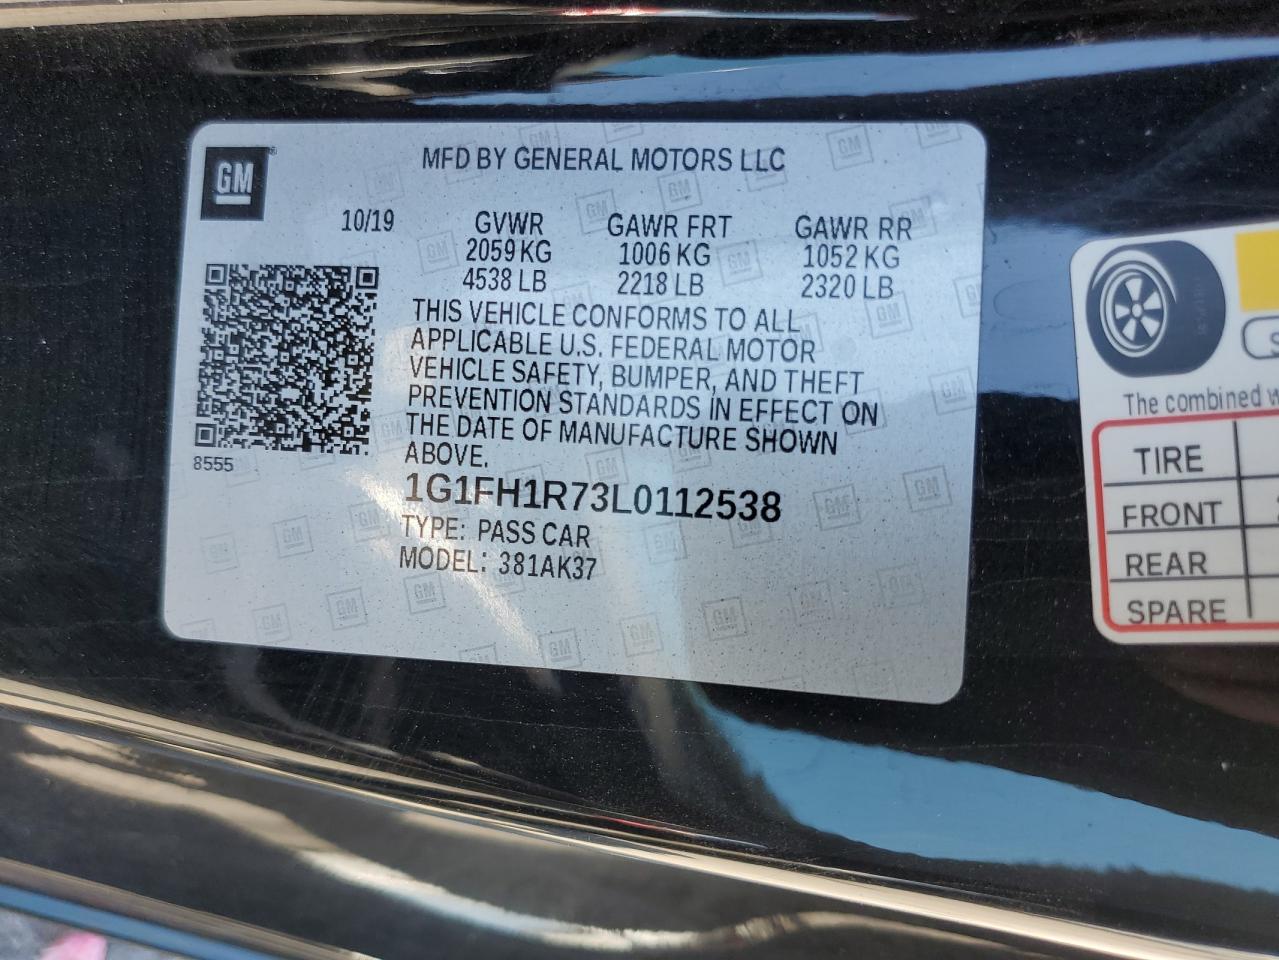 GM
MFD BY GENERAL MOTORS LLC
10/19
GVWR GAWR FRT GAWR RR
2059 KG 1006 KG 1052 KG
4538 LB 2218 LB 2320 LB
THIS VEHICLE CONFORMS TO ALL
APPLICABLE U.S. FEDERAL MOTOR
VEHICLE SAFETY, BUMPER, AND THEFT
PREVENTION STANDARDS IN EFFECT ON
THE DATE OF MANUFACTURE SHOWN
ABOVE.
8555
1G1FH1R73L0112538
TYPE: PASS CAR
MODEL: 381AK37
The combined
TIRE
FRONT
REAR
SPARE